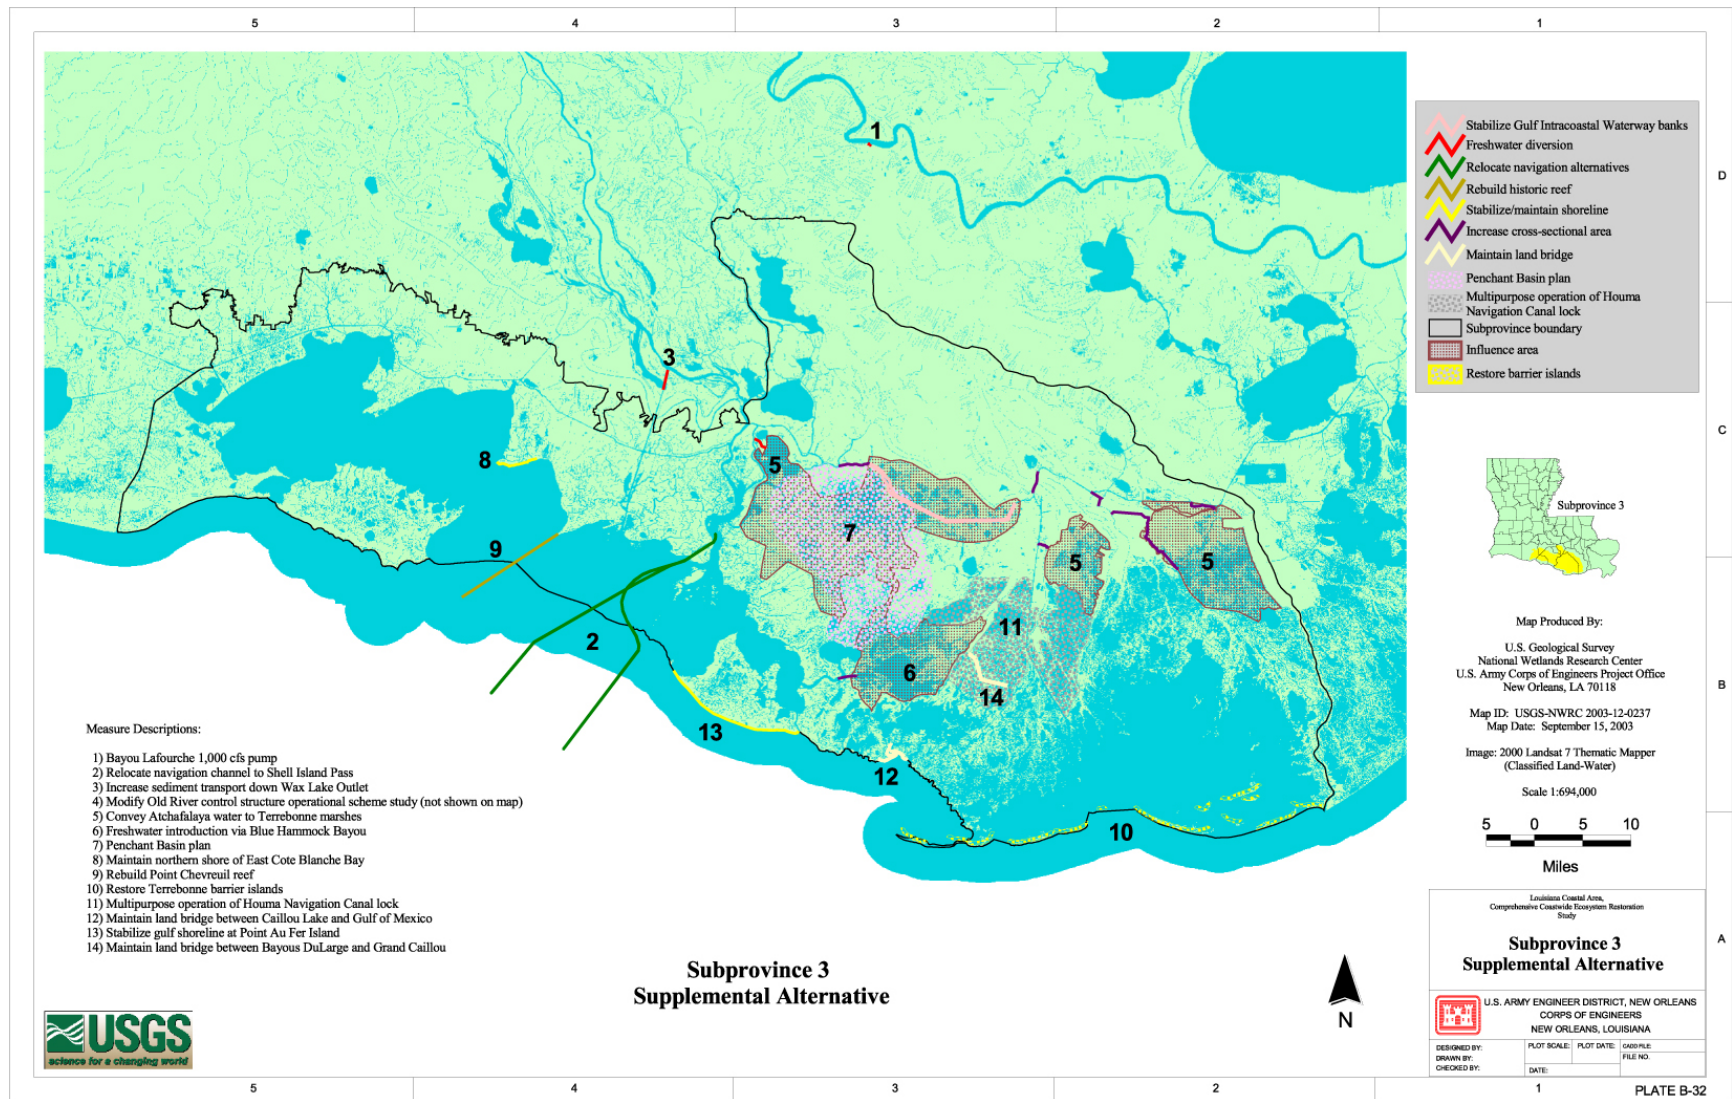 5 4 3 2 1
1
3
8
5
9
7
5
5
2
11
6
14
13
12
10
Stabilize Gulf Intracoastal Waterway banks
Freshwater diversion
Relocate navigation alternatives
Rebuild historic reef
Stabilize/maintain shoreline
Increase cross-sectional area
Maintain land bridge
Penchant Basin plan
Multipurpose operation of Houma
Navigation Canal lock
Subprovince boundary
Influence area
Restore barrier islands
D
C
B
A
Subprovince 3
Map Produced By:
U.S. Geological Survey
National Wetlands Research Center
U.S. Army Corps of Engineers Project Office
New Orleans, LA 70118
Map ID: USGS-NWRC 2003-12-0237
Map Date: September 15, 2003
Image: 2000 Landsat 7 Thematic Mapper
(Classified Land-Water)
Scale 1:694,000
5 0 5 10
Miles
Measure Descriptions:
1) Bayou Lafourche 1,000 cfs pump
2) Relocate navigation channel to Shell Island Pass
3) Increase sediment transport down Wax Lake Outlet
4) Modify Old River control structure operational scheme study (not shown on map)
5) Convey Atchafalaya water to Terrebonne marshes
6) Freshwater introduction via Blue Hammock Bayou
7) Penchant Basin plan
8) Maintain northern shore of East Cote Blanche Bay
9) Rebuild Point Chevreuil reef
10) Restore Terrebonne barrier islands
11) Multipurpose operation of Houma Navigation Canal lock
12) Maintain land bridge between Caillou Lake and Gulf of Mexico
13) Stabilize gulf shoreline at Point Au Fer Island
14) Maintain land bridge between Bayous DuLarge and Grand Caillou
Subprovince 3
Supplemental Alternative
N
USGS
science for a changing world
Louisiana Coastal Area,
Comprehensive Coastwide Ecosystem Restoration
Study
Subprovince 3
Supplemental Alternative
U.S. ARMY ENGINEER DISTRICT, NEW ORLEANS
CORPS OF ENGINEERS
NEW ORLEANS, LOUISIANA
DESIGNED BY:
DRAWN BY:
CHECKED BY:
PLOT SCALE: PLOT DATE: CADD FILE:
FILE NO.
DATE:
5 4 3 2 1
PLATE B-32